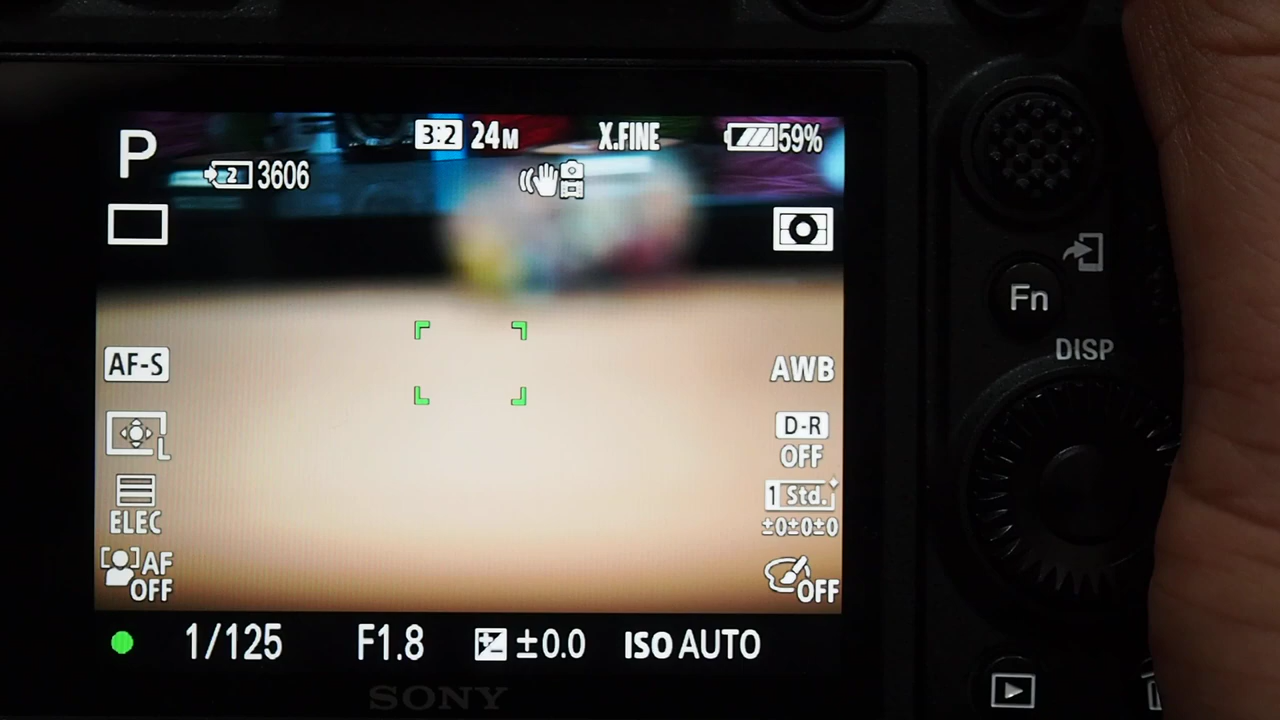 P
3:2 24M X.FINE 59%
2 3606
AF-S
AWB
L
D-R
OFF
ELEC
1 Std.
±0±0±0
AF
OFF
OFF
1/125 F1.8 ±0.0 ISO AUTO
SONY
Fn
DISP